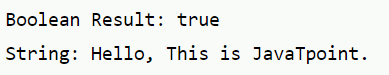 Boolean Result: true
String: Hello, This is JavaTpoint.